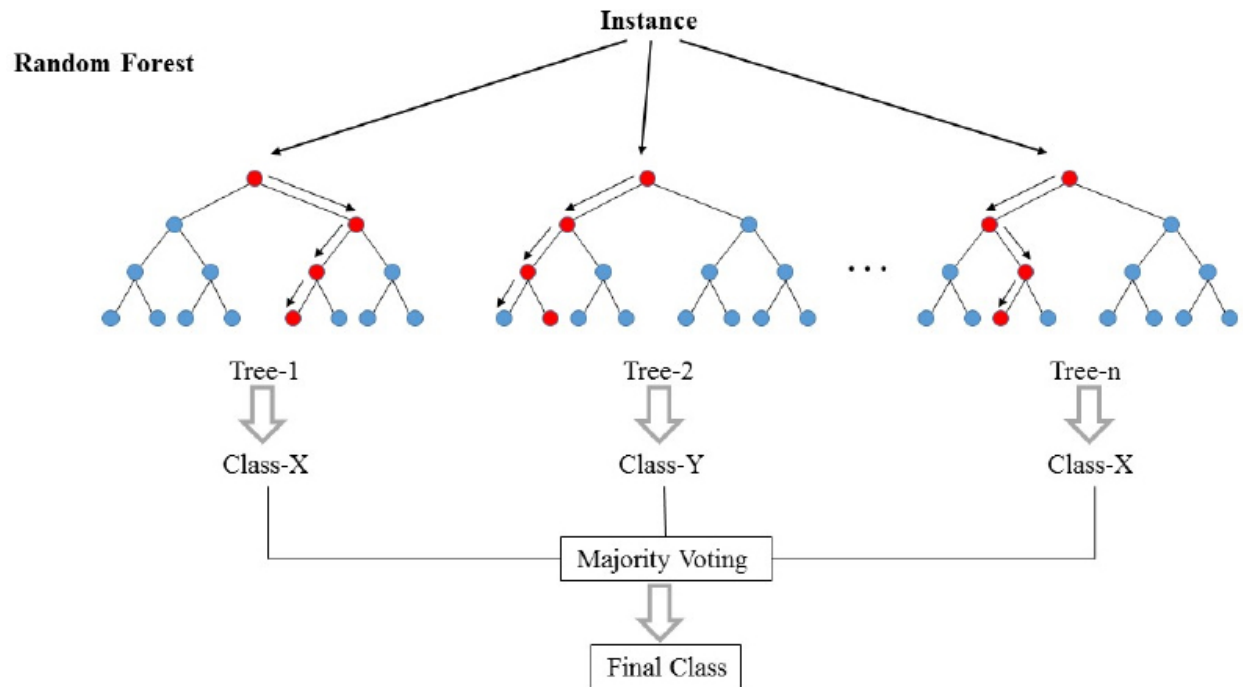 Instance
Random Forest
...
Tree-1
Tree-2
Tree-n
Class-X
Class-Y
Class-X
Majority Voting
Final Class